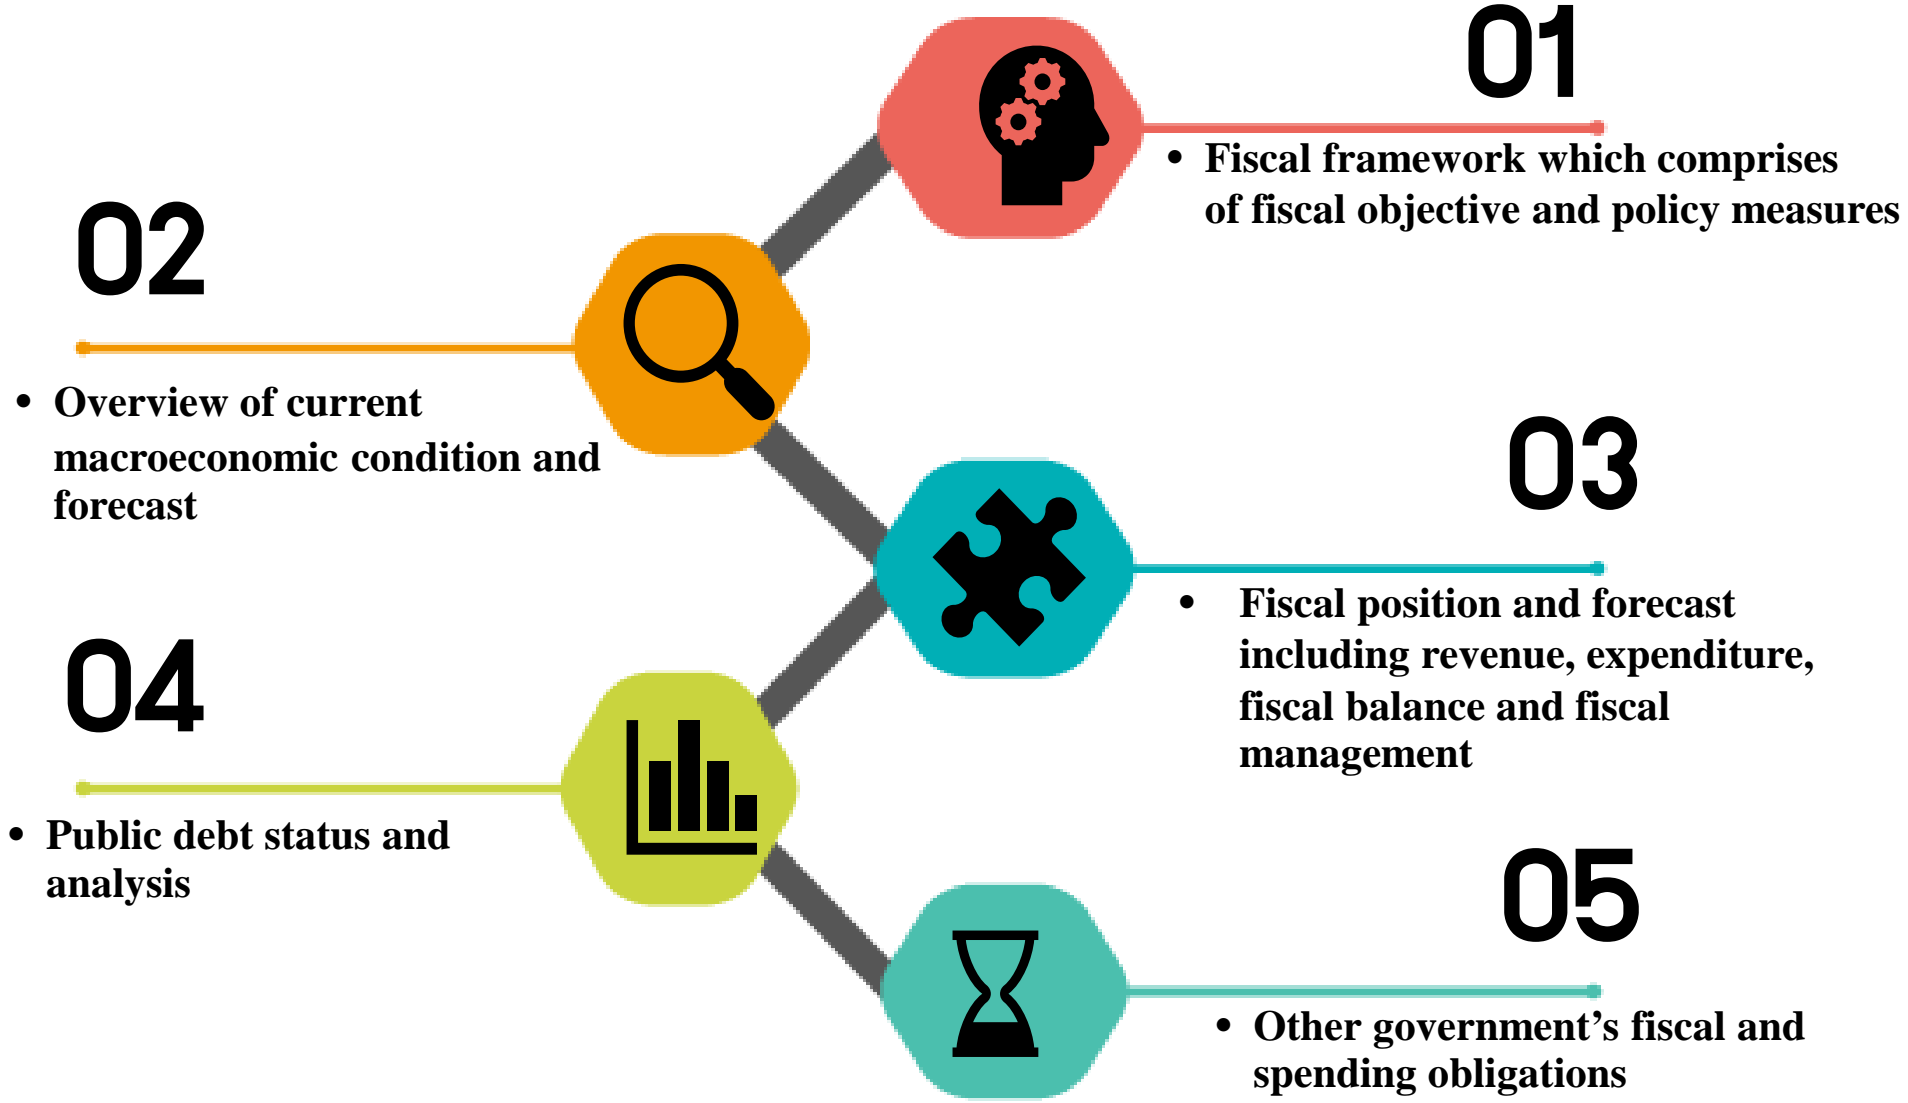 01
• Fiscal framework which comprises
of fiscal objective and policy measures
02
• Overview of current
macroeconomic condition and
forecast
03
• Fiscal position and forecast
including revenue, expenditure,
fiscal balance and fiscal
management
04
• Public debt status and
analysis
05
• Other government’s fiscal and
spending obligations